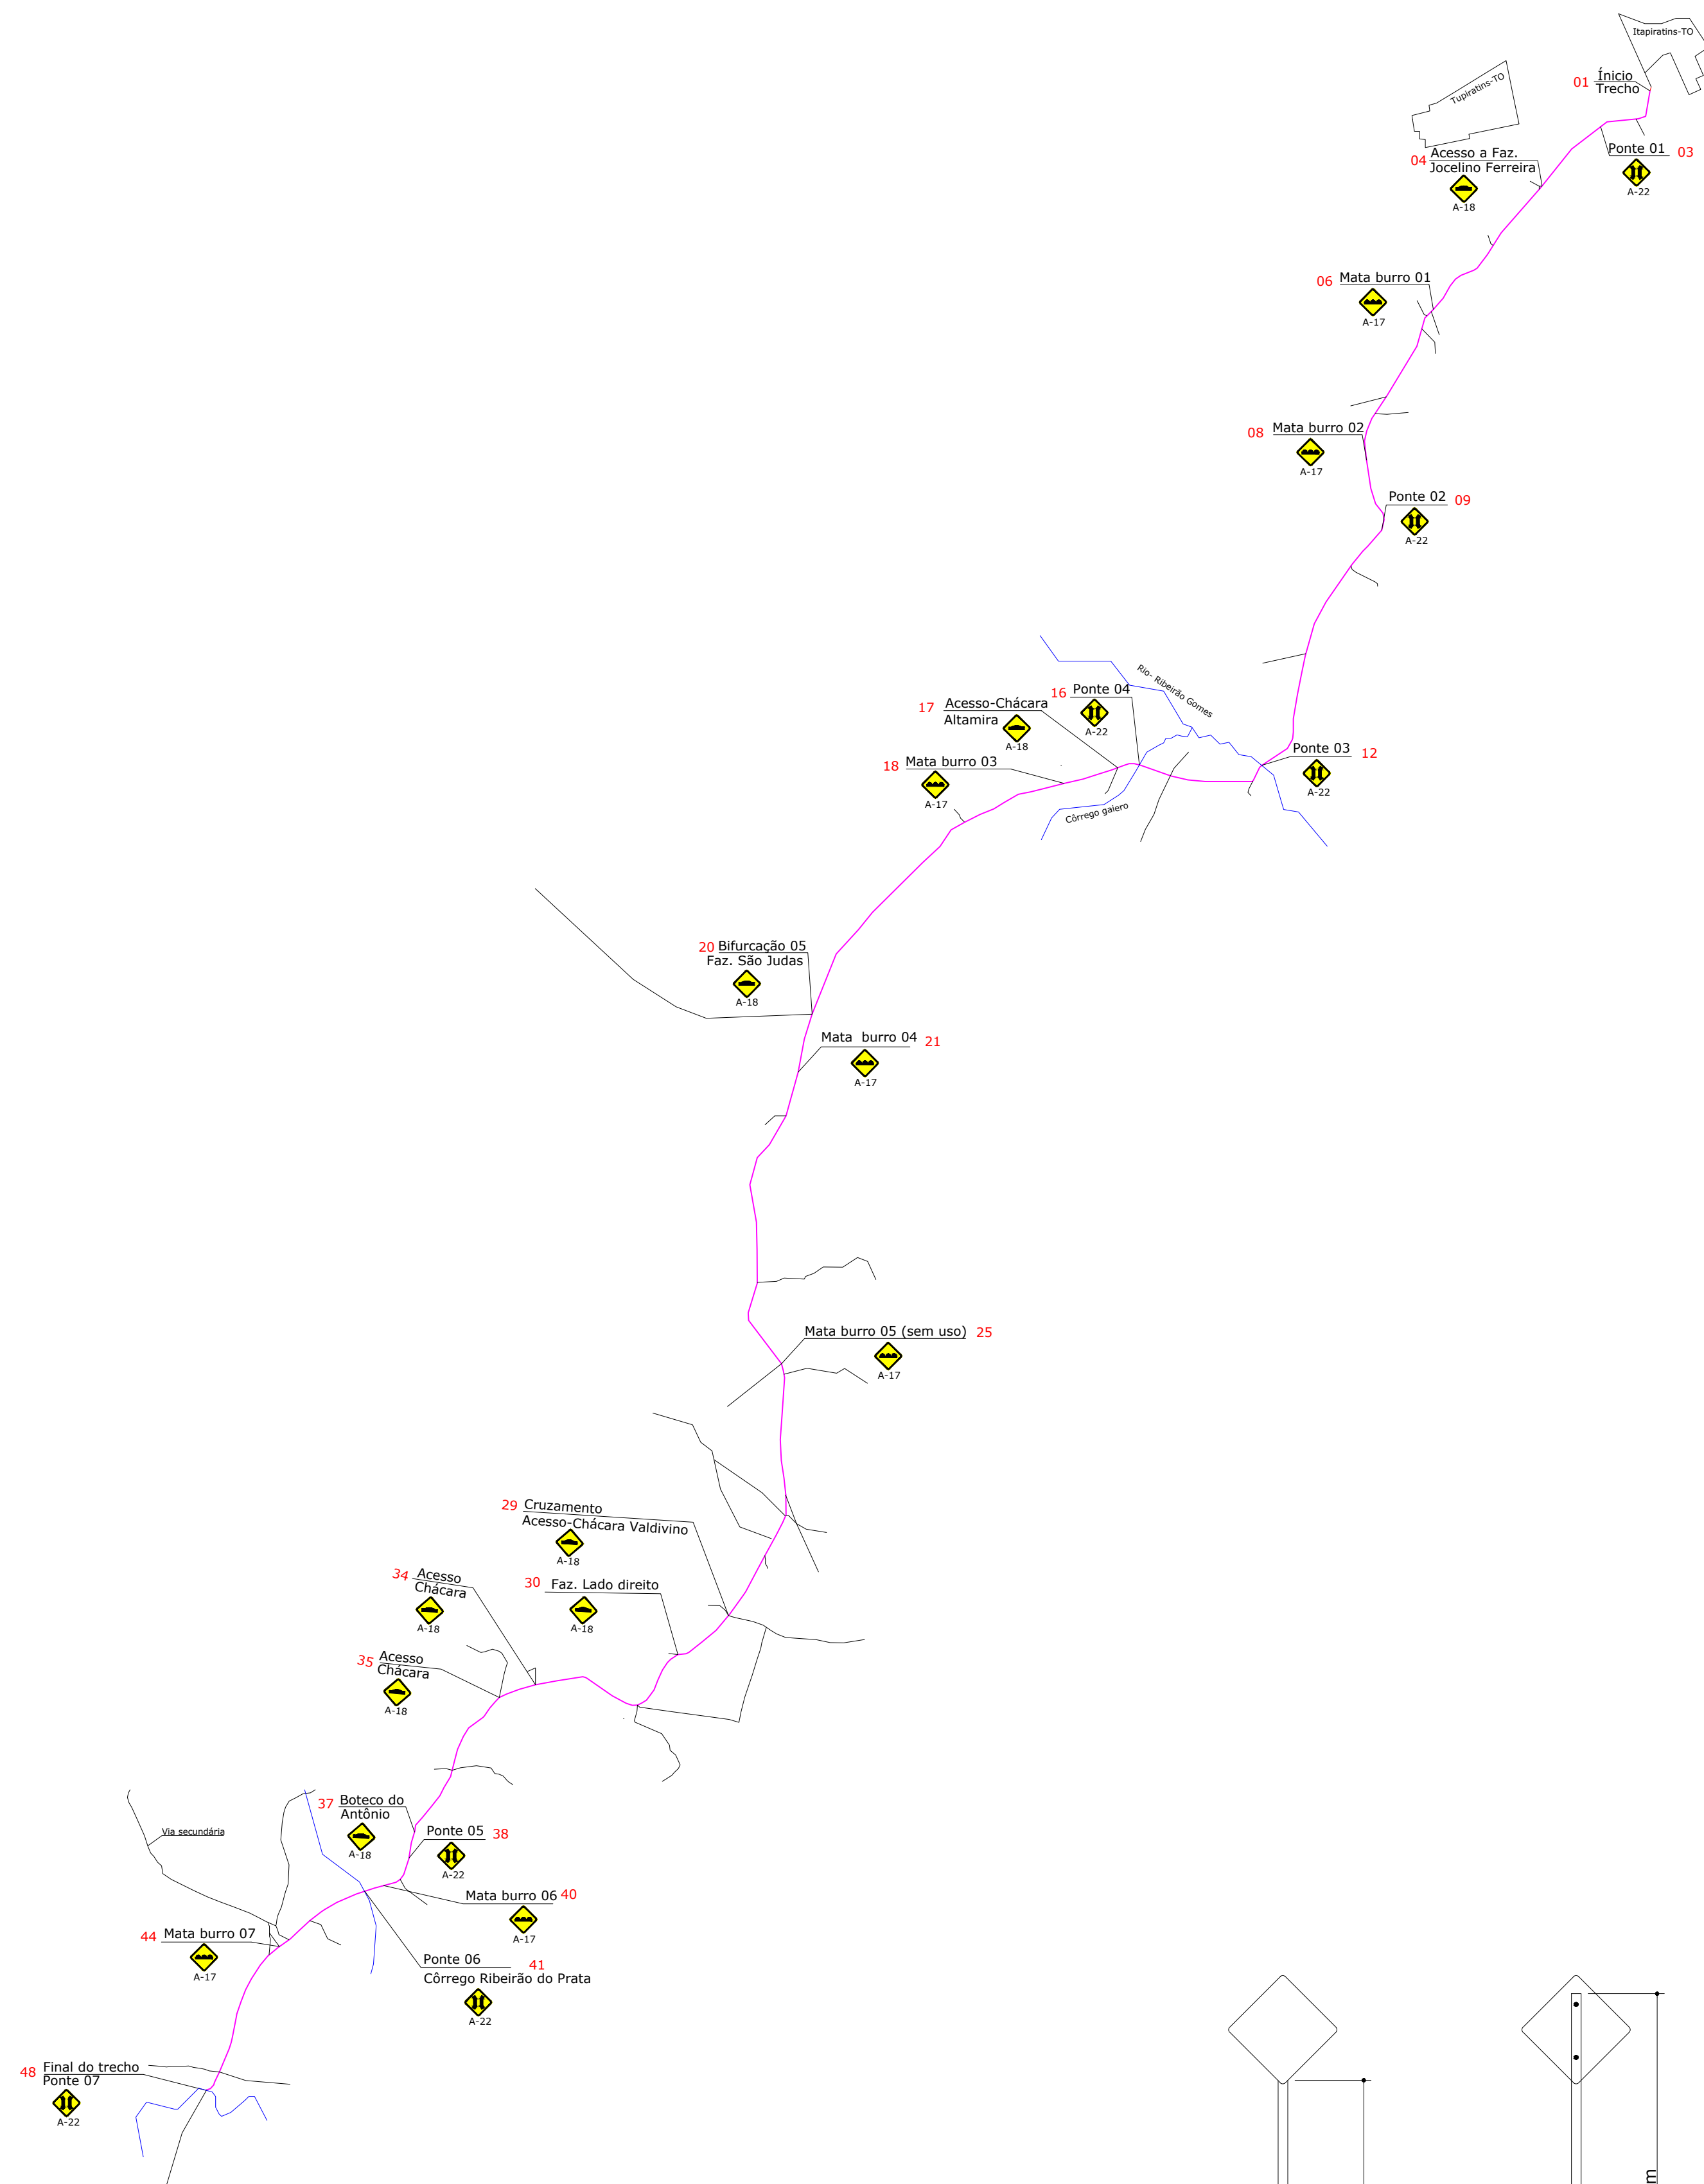 Itapiratins-TO
01 Ínicio
Trecho
Tupiratins-TO
Ponte 01 03
A-22
04 Acesso a Faz.
Jocelino Ferreira
A-18
06 Mata burro 01
A-17
08 Mata burro 02
A-17
Ponte 02 09
A-22
Rio- Ribeirão Gomes
16 Ponte 04
A-22
17 Acesso-Chácara
Altamira
A-18
Ponte 03 12
A-22
18 Mata burro 03
A-17
Côrrego gaiero
20 Bifurcação 05
Faz. São Judas
A-18
Mata burro 04 21
A-17
Mata burro 05 (sem uso) 25
A-17
29 Cruzamento
Acesso-Chácara Valdivino
A-18
34 Acesso
Chácara
A-18
30 Faz. Lado direito
A-18
35 Acesso
Chácara
A-18
37 Boteco do
Antônio
A-18
Ponte 05 38
A-22
Via secundária
Mata burro 06 40
A-17
44 Mata burro 07
A-17
Ponte 06 41
Côrrego Ribeirão do Prata
A-22
48 Final do trecho
Ponte 07
A-22
m